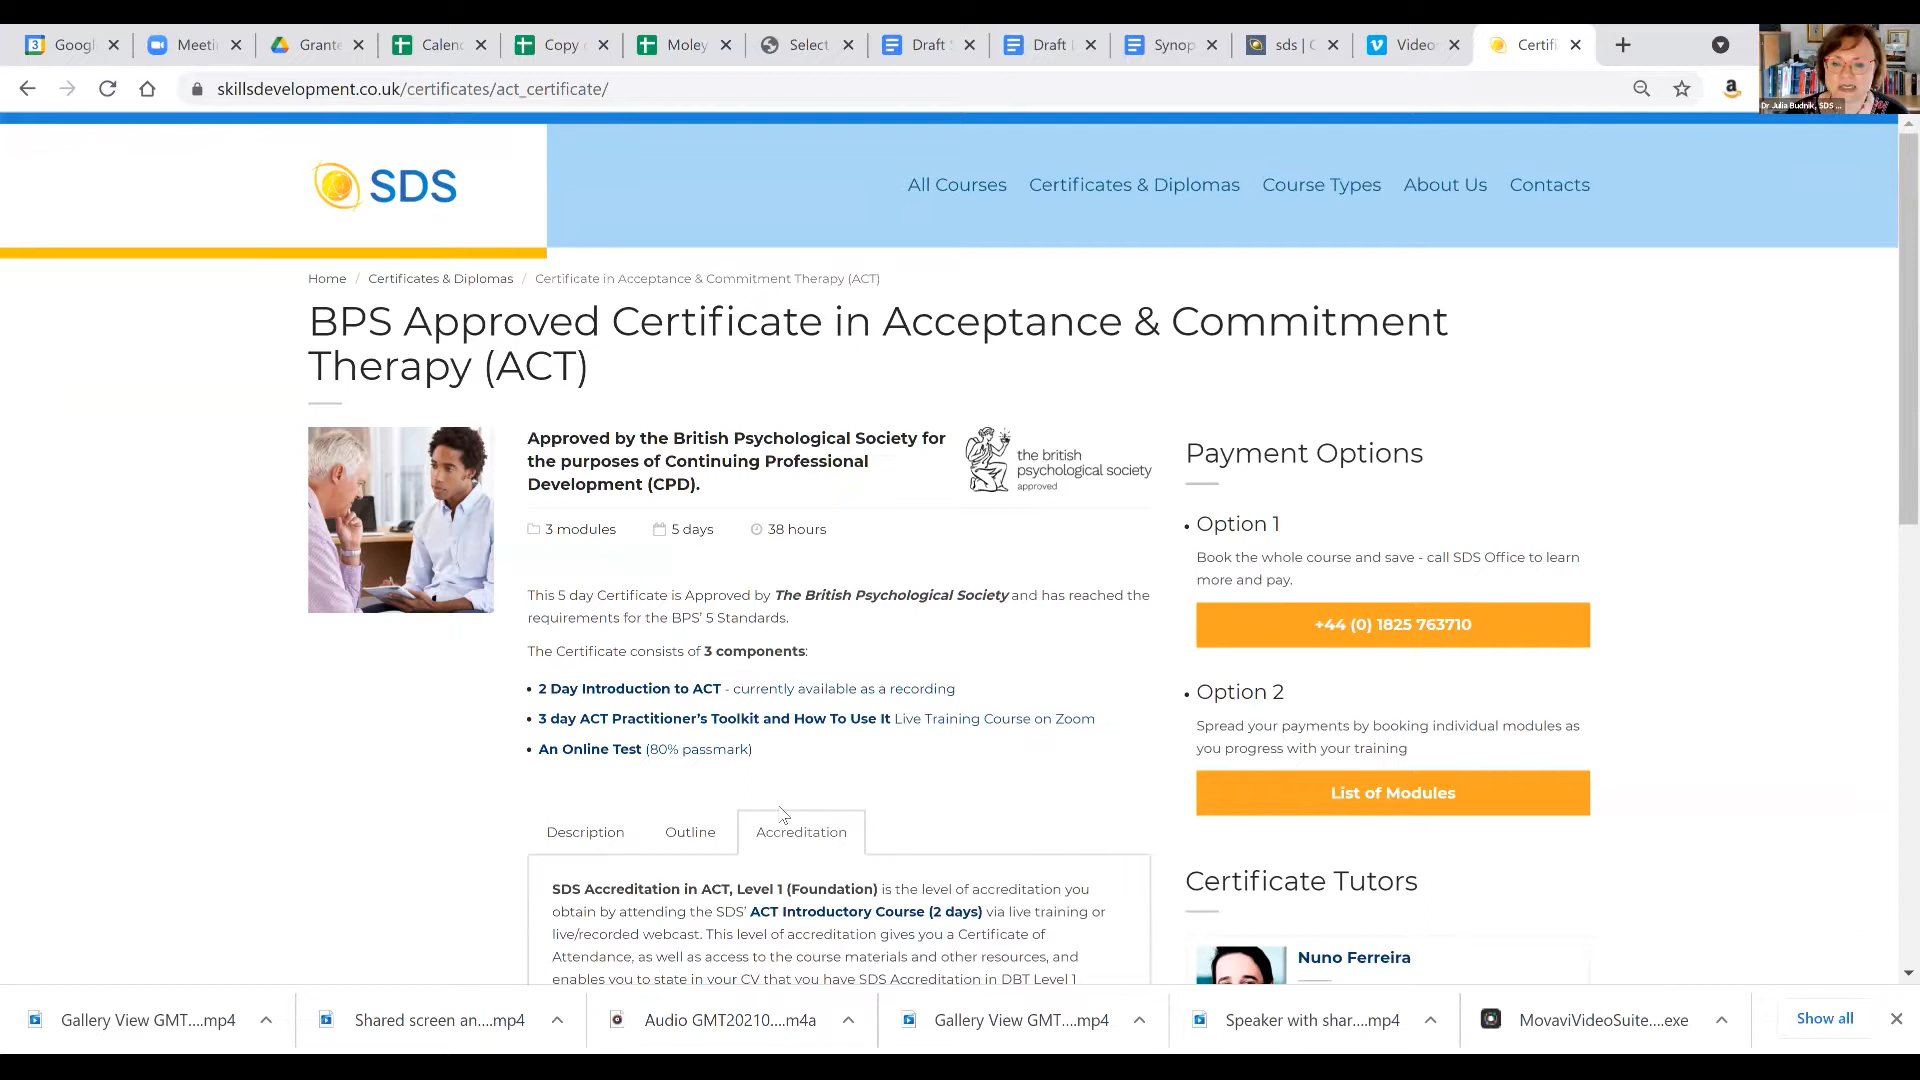 3 Googl
Meeti
Grante
Calenc
Copy
Moley
Select
Draft
Draft
Synop
sds | C
Video
Certifi
skillsdevelopment.co.uk/certificates/act_certificate/
a
Dr Julia Budnik, SDS ...
SDS
All Courses
Certificates & Diplomas
Course Types
About Us
Contacts
Home / Certificates & Diplomas / Certificate in Acceptance & Commitment Therapy (ACT)
BPS Approved Certificate in Acceptance & Commitment
Therapy (ACT)
Approved by the British Psychological Society for
the purposes of Continuing Professional
Development (CPD).
the british
psychological society
approved
3 modules
5 days
38 hours
This 5 day Certificate is Approved by The British Psychological Society and has reached the
requirements for the BPS' 5 Standards.
The Certificate consists of 3 components:
• 2 Day Introduction to ACT - currently available as a recording
• 3 day ACT Practitioner's Toolkit and How To Use It Live Training Course on Zoom
• An Online Test (80% passmark)
Description
Outline
Accreditation
SDS Accreditation in ACT, Level 1 (Foundation) is the level of accreditation you
obtain by attending the SDS' ACT Introductory Course (2 days) via live training or
live/recorded webcast. This level of accreditation gives you a Certificate of
Attendance, as well as access to the course materials and other resources, and
enables you to state in your CV that you have SDS Accreditation in DBT Level 1
Payment Options
• Option 1
Book the whole course and save - call SDS Office to learn
more and pay.
+44 (0) 1825 763710
• Option 2
Spread your payments by booking individual modules as
you progress with your training
List of Modules
Certificate Tutors
Nuno Ferreira
Gallery View GMT....mp4
Shared screen an....mp4
Audio GMT20210....m4a
Gallery View GMT....mp4
Speaker with shar....mp4
MovaviVideoSuite....exe
Show all